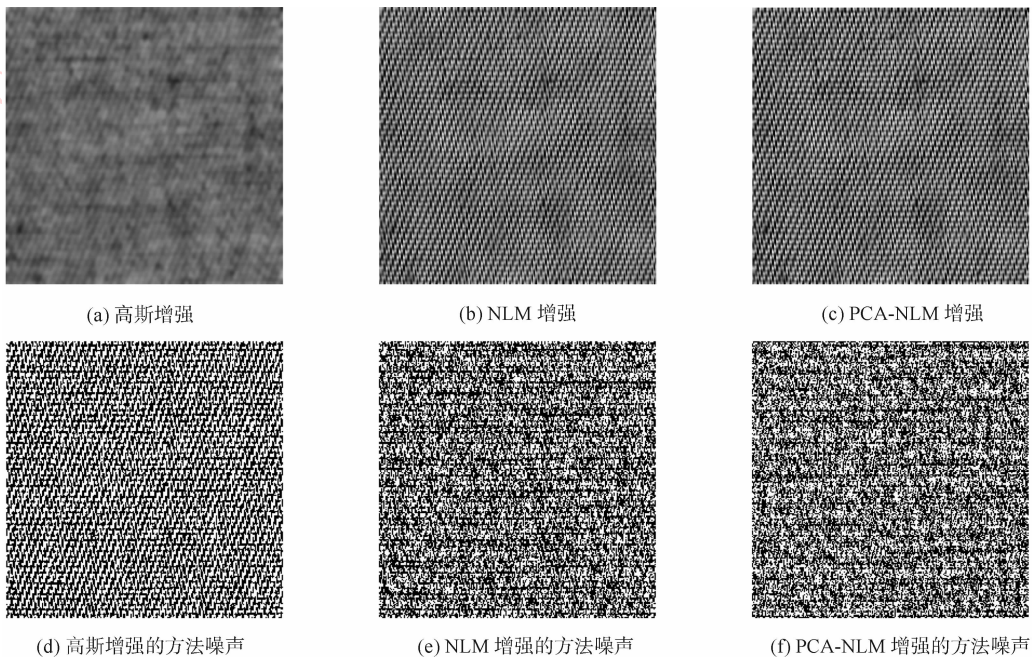 (a) 高斯增强
(b) NLM 增强
(c) PCA-NLM 增强
(d) 高斯增强的方法噪声
(e) NLM 增强的方法噪声
(f) PCA-NLM 增强的方法噪声